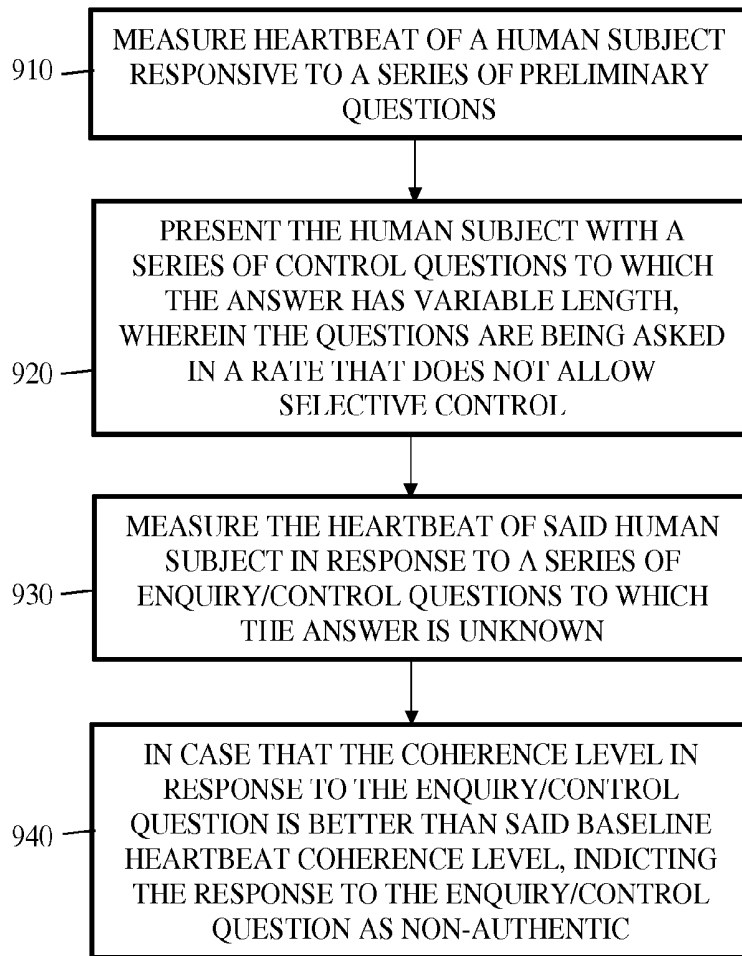 910
MEASURE HEARTBEAT OF A HUMAN SUBJECT
RESPONSIVE TO A SERIES OF PRELIMINARY
QUESTIONS
920
PRESENT THE HUMAN SUBJECT WITH A
SERIES OF CONTROL QUESTIONS TO WHICH
THE ANSWER HAS VARIABLE LENGTH,
WHEREIN THE QUESTIONS ARE BEING ASKED
IN A RATE THAT DOES NOT ALLOW
SELECTIVE CONTROL
930
MEASURE THE HEARTBEAT OF SAID HUMAN
SUBJECT IN RESPONSE TO A SERIES OF
ENQUIRY/CONTROL QUESTIONS TO WHICH
THE ANSWER IS UNKNOWN
940
IN CASE THAT THE COHERENCE LEVEL IN
RESPONSE TO THE ENQUIRY/CONTROL
QUESTION IS BETTER THAN SAID BASELINE
HEARTBEAT COHERENCE LEVEL, INDICTING
THE RESPONSE TO THE ENQUIRY/CONTROL
QUESTION AS NON-AUTHENTIC